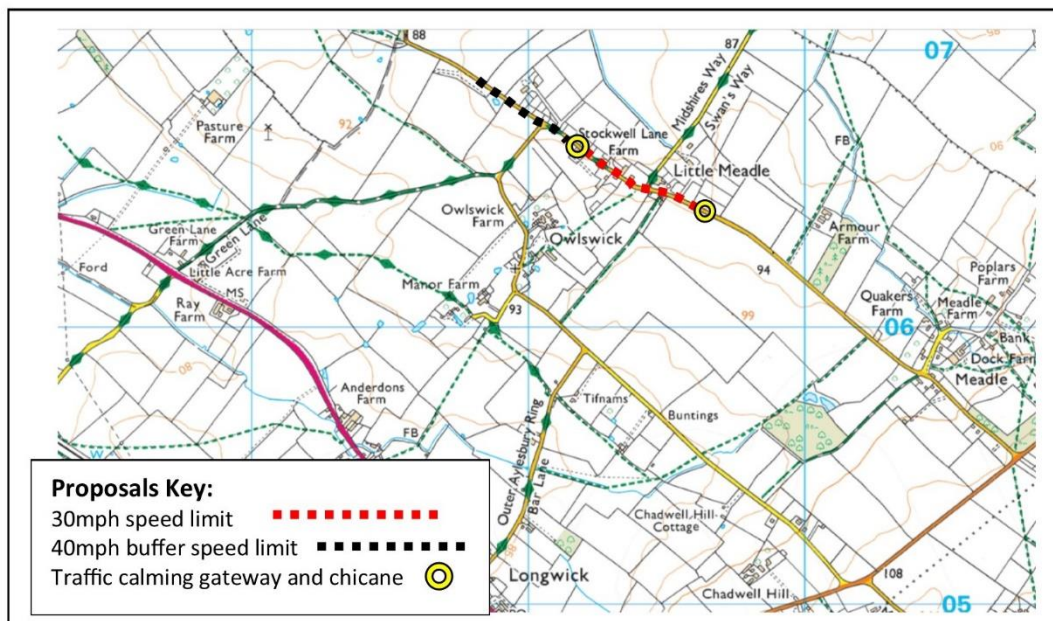 88
87
07
Midshires Way
Swan's Way
Pasture
Farm
92
Stockwell Lane
Farm
FB
90
Little Meadle
Owlswick
Farm
Green Lane
Farm
Green Lane
Owlswick
Armour
Farm
Ford
Little Acre Farm
Manor Farm
94
Poplars
Farm
MS
Ray
Farm
93
99
Quakers
Farm
06
Meadle
Farm
Bank
Dock Farm
Meadle
80
Anderdons
Farm
Tifnams
Buntings
FB
W
Outer Aylesbury Ring
Bar Lane
Chadwell Hill
Cottage
85
Longwick
108
Chadwell Hill
05
Proposals Key:
30mph speed limit
40mph buffer speed limit
Traffic calming gateway and chicane